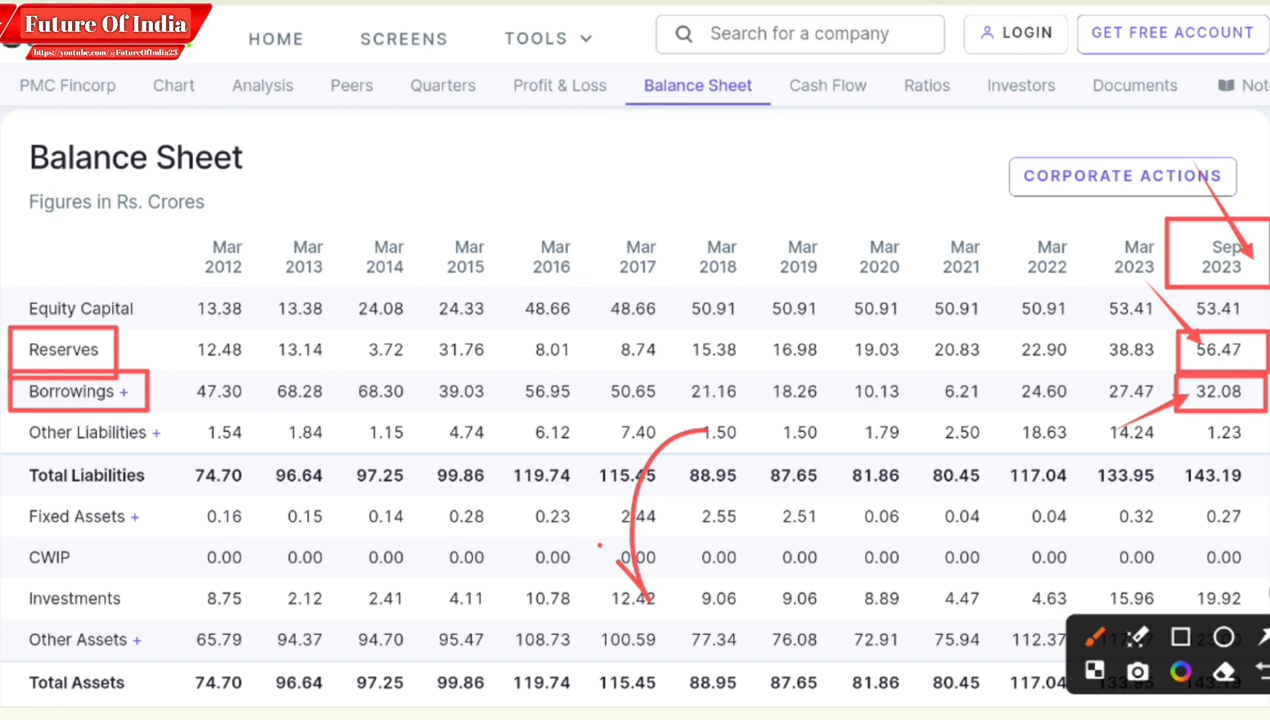 Future Of India
https://youtube.com/@FutureOfIndia23
HOME SCREENS TOOLS Search for a company LOGIN GET FREE ACCOUNT
PMC Fincorp Chart Analysis Peers Quarters Profit & Loss Balance Sheet Cash Flow Ratios Investors Documents
Balance Sheet
CORPORATE ACTIONS
Figures in Rs. Crores
Mar Mar Mar Mar Mar Mar Mar Mar Mar Mar Mar Mar Sep
2012 2013 2014 2015 2016 2017 2018 2019 2020 2021 2022 2023 2023
Equity Capital 13.38 13.38 24.08 24.33 48.66 48.66 50.91 50.91 50.91 50.91 50.91 53.41 53.41
Reserves 12.48 13.14 3.72 31.76 8.01 8.74 15.38 16.98 19.03 20.83 22.90 38.83 56.47
Borrowings + 47.30 68.28 68.30 39.03 56.95 50.65 21.16 18.26 10.13 6.21 24.60 27.47 32.08
Other Liabilities + 1.54 1.84 1.15 4.74 6.12 7.40 1.50 1.50 1.79 2.50 18.63 14.24 1.23
Total Liabilities 74.70 96.64 97.25 99.86 119.74 115.45 88.95 87.65 81.86 80.45 117.04 133.95 143.19
Fixed Assets + 0.16 0.15 0.14 0.28 0.23 2.44 2.55 2.51 0.06 0.04 0.04 0.32 0.27
CWIP 0.00 0.00 0.00 0.00 0.00 0.00 0.00 0.00 0.00 0.00 0.00 0.00 0.00
Investments 8.75 2.12 2.41 4.11 10.78 12.42 9.06 9.06 8.89 4.47 4.63 15.96 19.92
Other Assets + 65.79 94.37 94.70 95.47 108.73 100.59 77.34 76.08 72.91 75.94 112.37
Total Assets 74.70 96.64 97.25 99.86 119.74 115.45 88.95 87.65 81.86 80.45 117.04 133.95 143.19